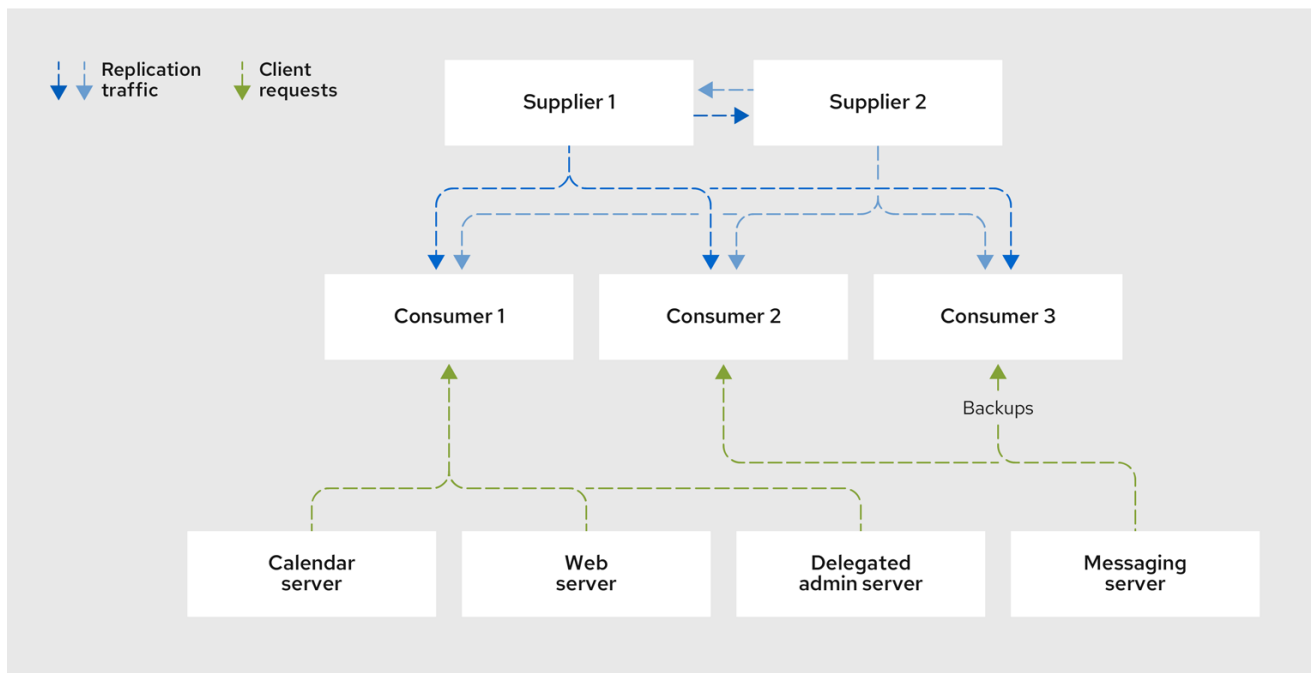 Replication
traffic
Client
requests
Supplier 1
Supplier 2
Consumer 1
Consumer 2
Consumer 3
Backups
Calendar
server
Web
server
Delegated
admin server
Messaging
server